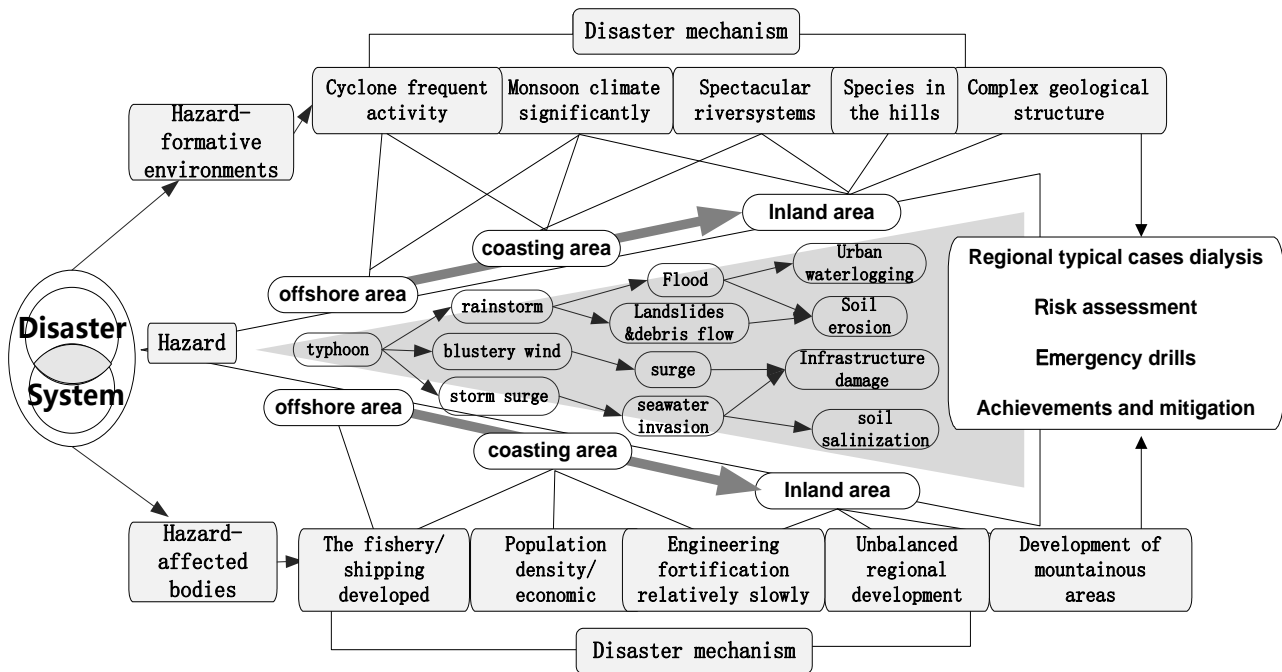 Disaster mechanism
Cyclone frequent
activity
Monsoon climate
significantly
Spectacular
riversystems
Species in
the hills
Complex geological
structure
Hazard-
formative
environments
Inland area
coasting area
offshore area
Disaster
System
Hazard
typhoon
rainstorm
blustery wind
storm surge
Flood
Landslides
&debris flow
surge
seawater
invasion
Urban
waterlogging
Soil
erosion
Infrastructure
damage
soil
salinization
Regional typical cases dialysis
Risk assessment
Emergency drills
Achievements and mitigation
offshore area
coasting area
Inland area
Hazard-
affected
bodies
The fishery/
shipping
developed
Population
density/
economic
Engineering
fortification
relatively slowly
Unbalanced
regional
development
Development of
mountainous
areas
Disaster mechanism